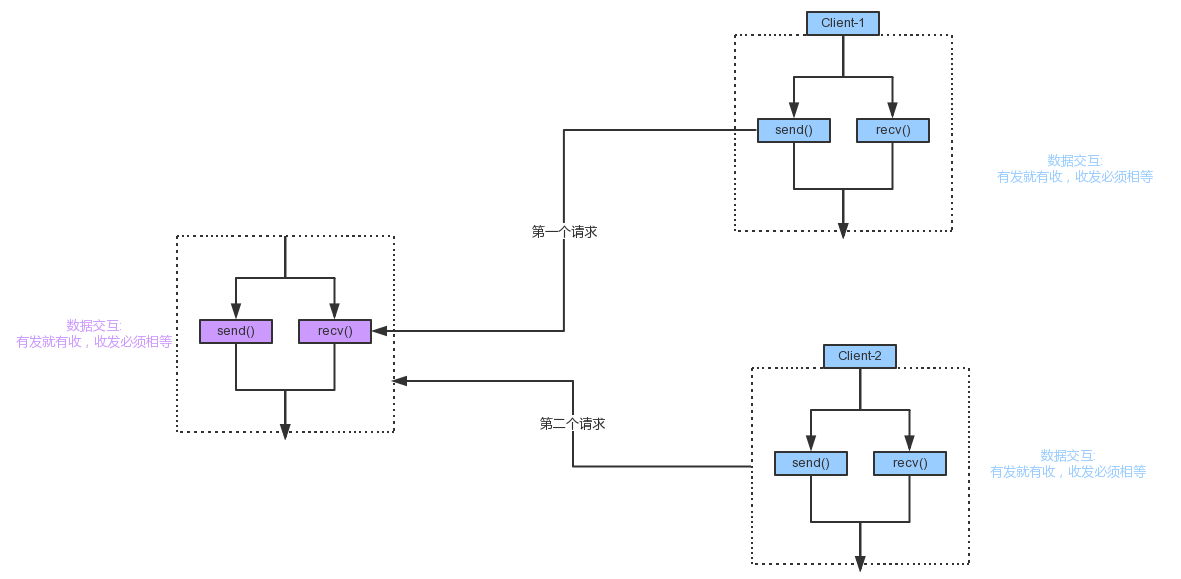 Client-1
send()
recv()
数据交互:
有发就有收，收发必须相等
第一个请求
数据交互:
有发就有收，收发必须相等
send()
recv()
Client-2
第二个请求
send()
recv()
数据交互:
有发就有收，收发必须相等